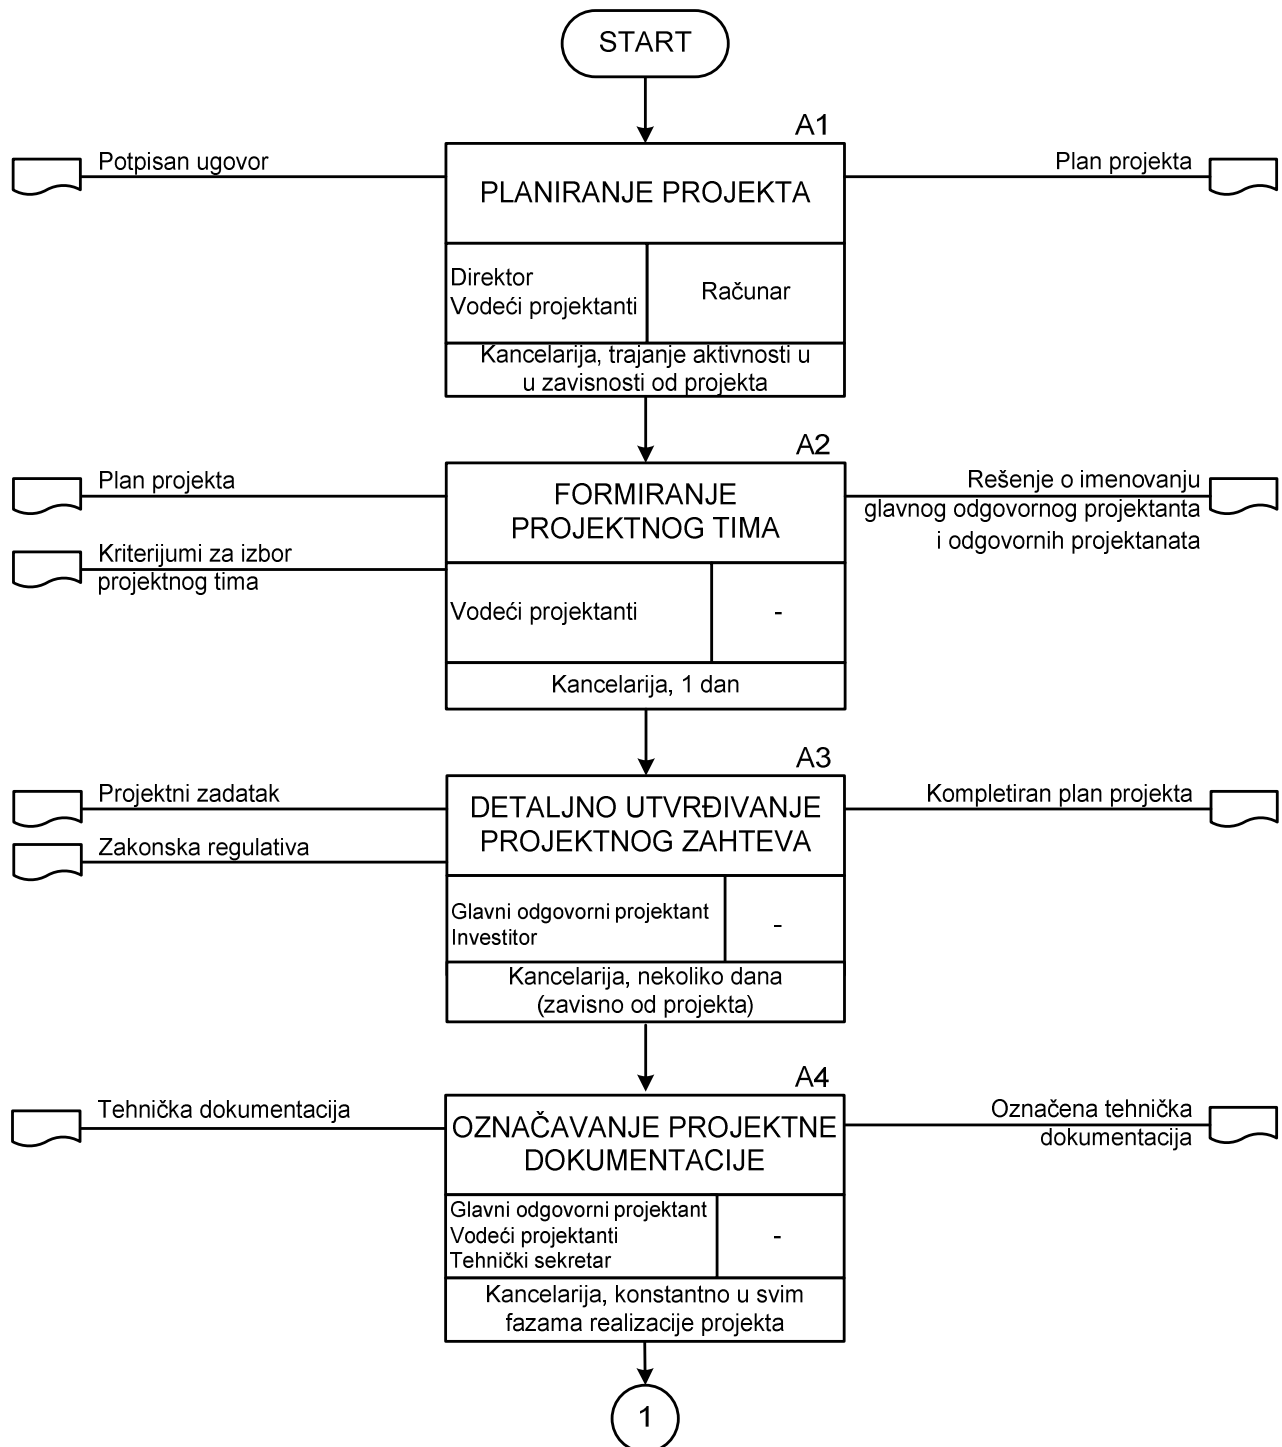 START
A1
Potpisan ugovor
PLANIRANJE PROJEKTA
Plan projekta
Direktor
Vodeći projektanti
Računar
Kancelarija, trajanje aktivnosti u
u zavisnosti od projekta
A2
Plan projekta
Kriterijumi za izbor
projektnog tima
FORMIRANJE
PROJEKTNOG TIMA
Rešenje o imenovanju
glavnog odgovornog projektanta
i odgovornih projektanata
Vodeći projektanti
-
Kancelarija, 1 dan
A3
Projektni zadatak
Zakonska regulativa
DETALJNO UTVRĐIVANJE
PROJEKTNOG ZAHTEVA
Kompletiran plan projekta
Glavni odgovorni projektant
Investitor
-
Kancelarija, nekoliko dana
(zavisno od projekta)
A4
Tehnička dokumentacija
OZNAČAVANJE PROJEKTNE
DOKUMENTACIJE
Označena tehnička
dokumentacija
Glavni odgovorni projektant
Vodeći projektanti
Tehnički sekretar
-
Kancelarija, konstantno u svim
fazama realizacije projekta
1